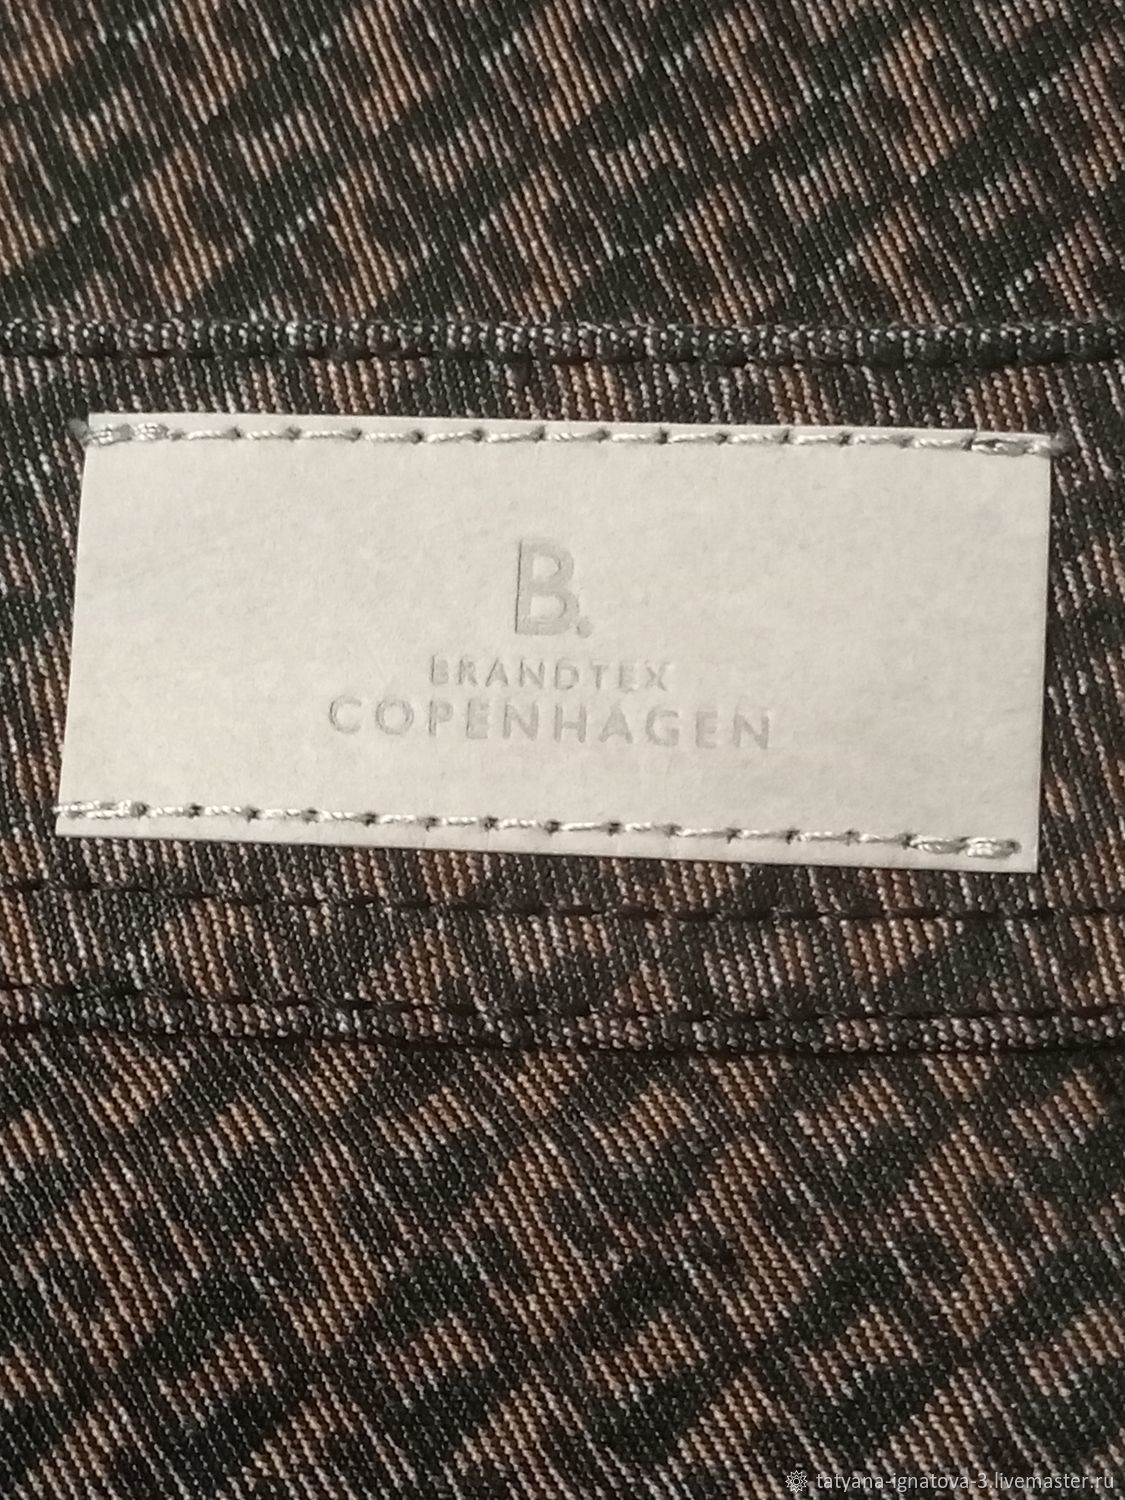 B.
BRANDTEX
COPENHAGEN
tatyana-ignatova-3.livemaster.ru